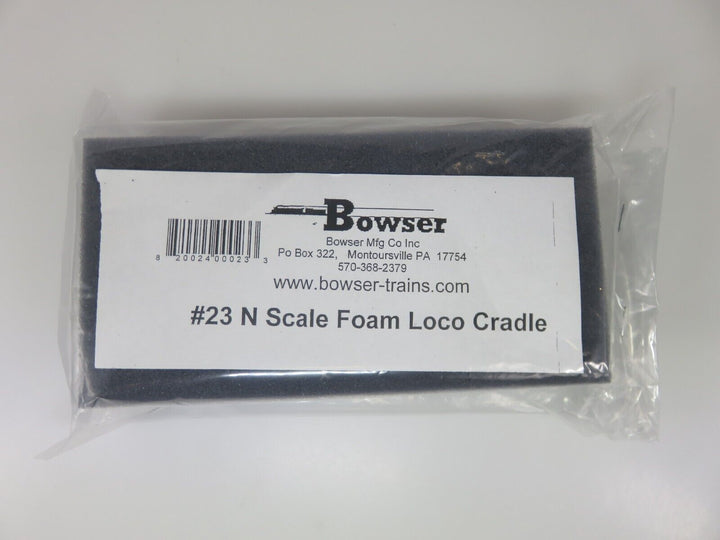 Bowser
Bowser Mfg Co Inc
Po Box 322, Montoursville PA 17754
570-368-2379
www.bowser-trains.com
8 20024 00023 3
#23 N Scale Foam Loco Cradle